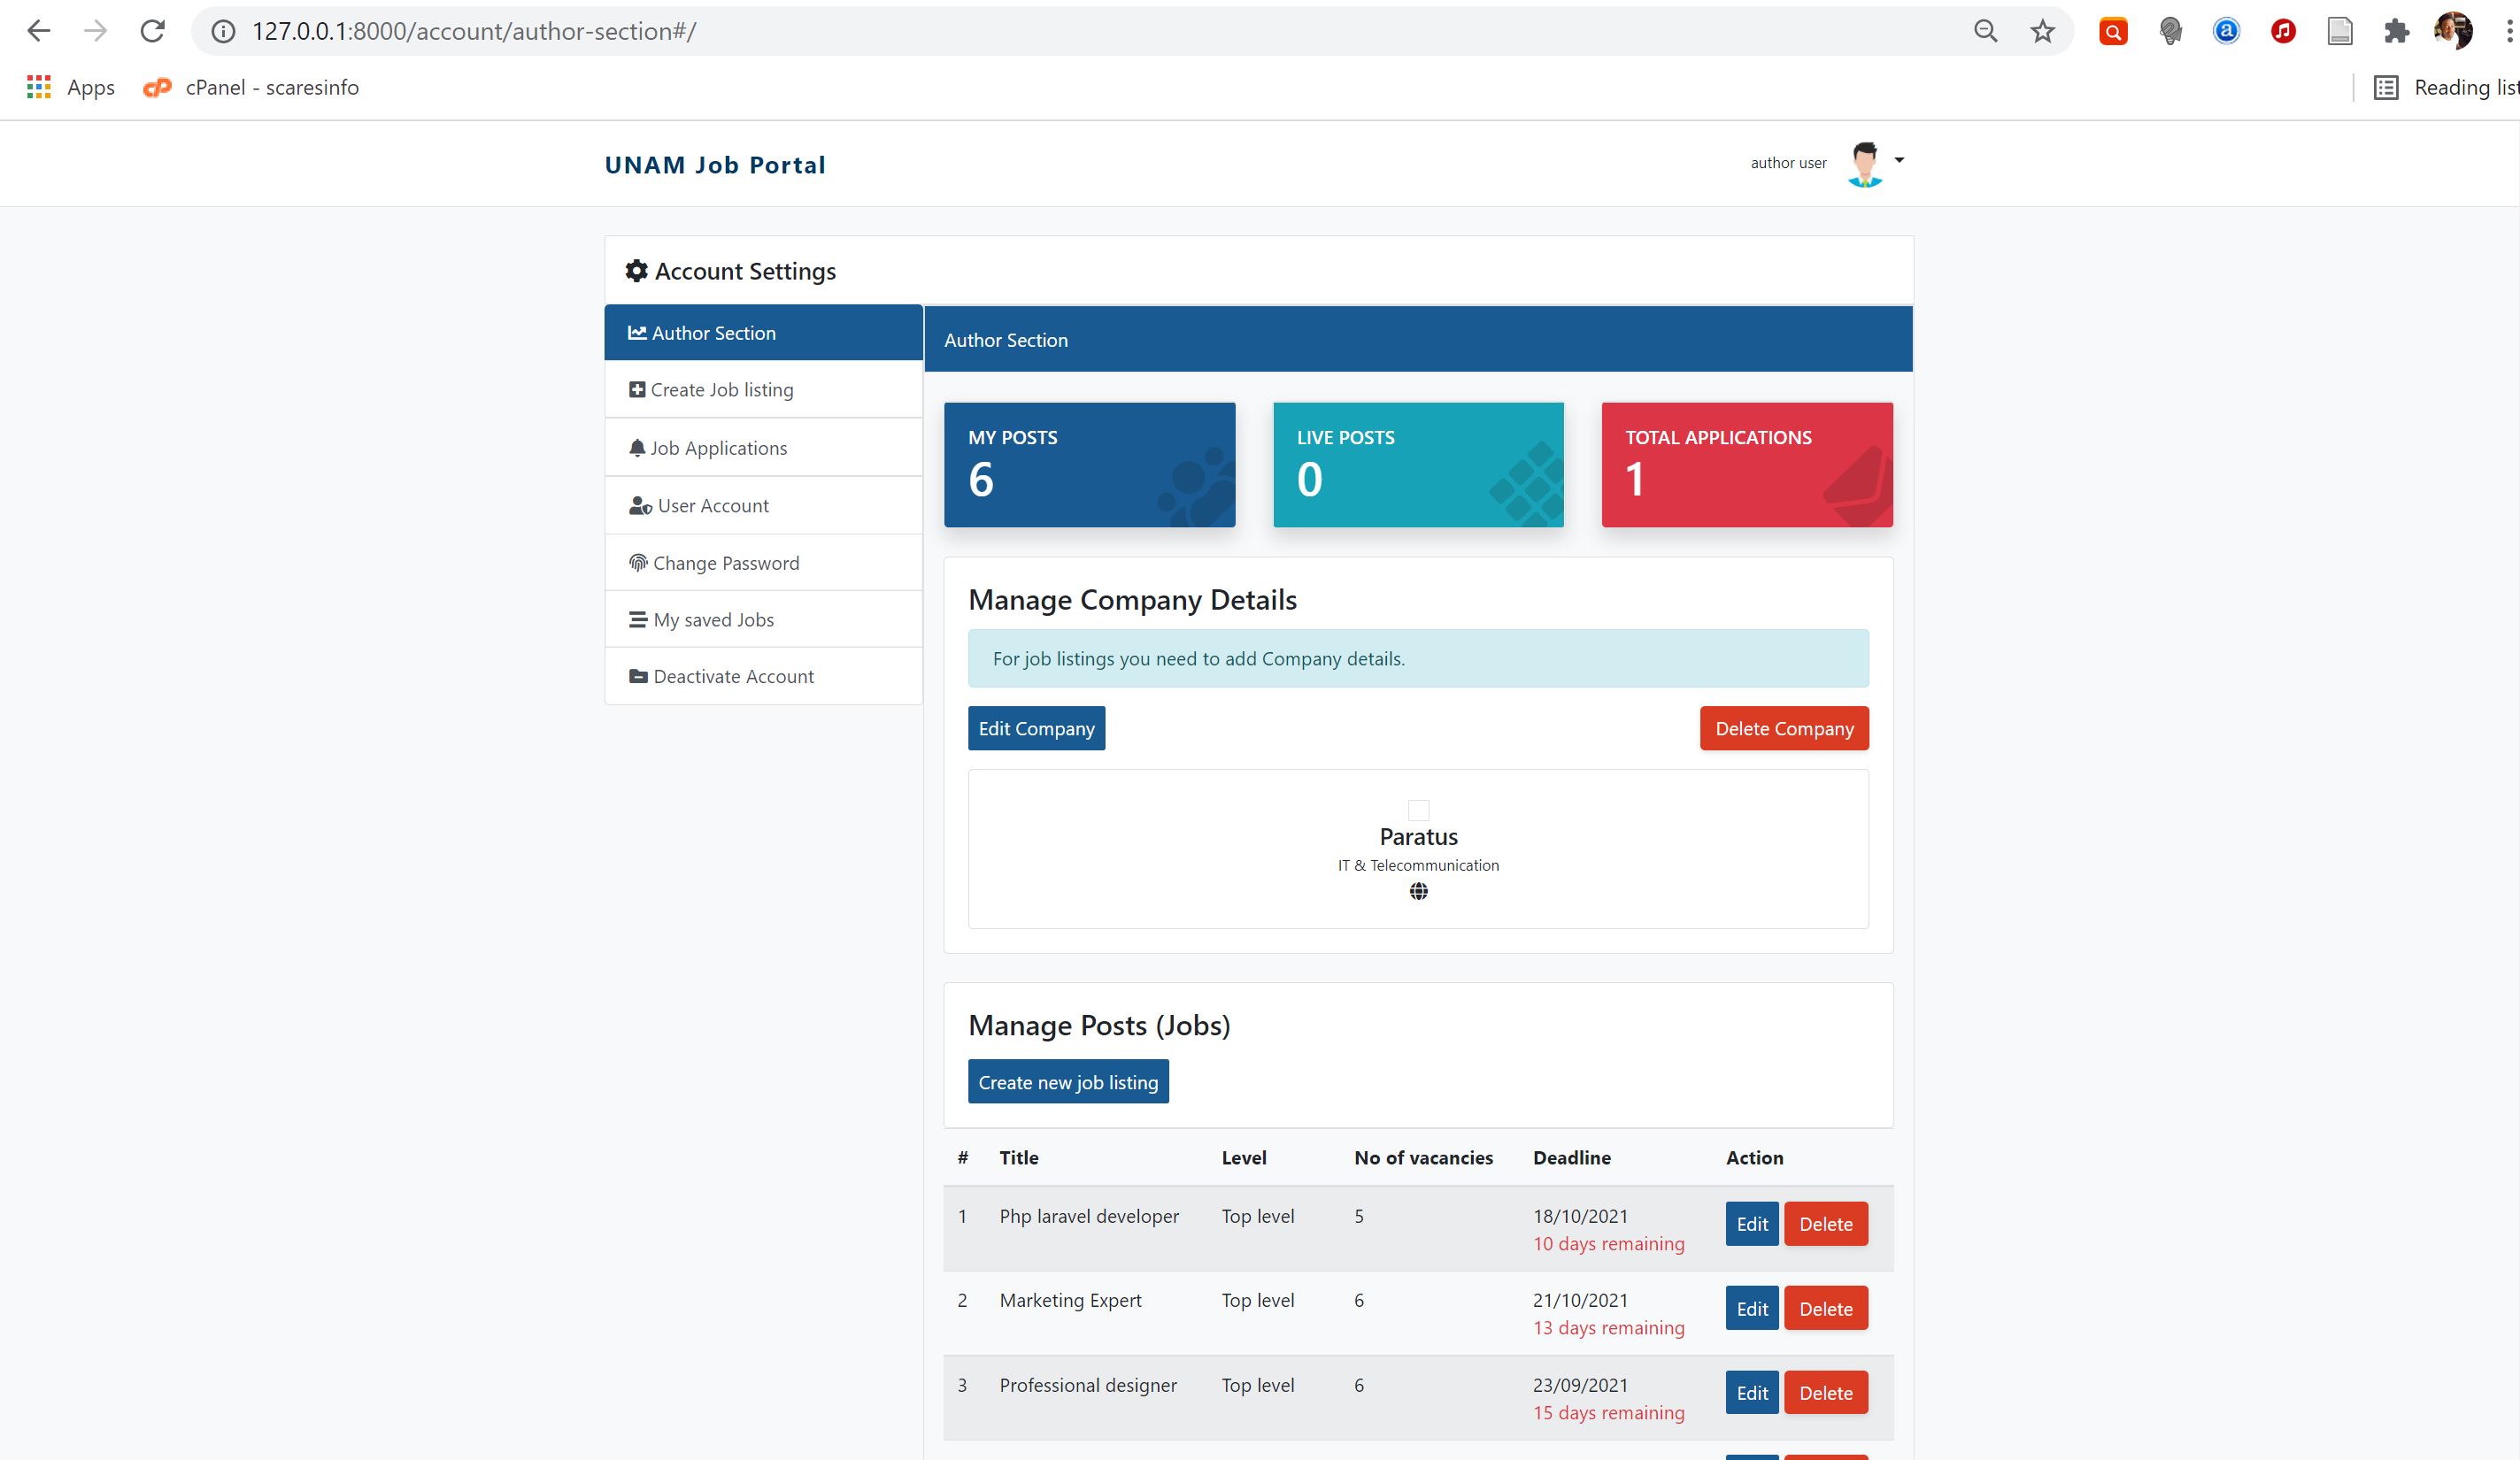 127.0.0.1:8000/account/author-section#/
Apps
cPanel - scaresinfo
Reading list
UNAM Job Portal
author user
Account Settings
Author Section
Create Job listing
Job Applications
User Account
Change Password
My saved Jobs
Deactivate Account
Author Section
MY POSTS
6
LIVE POSTS
0
TOTAL APPLICATIONS
1
Manage Company Details
For job listings you need to add Company details.
Edit Company
Delete Company
Paratus
IT & Telecommunication
Manage Posts (Jobs)
Create new job listing
# Title Level No of vacancies Deadline Action
1 Php laravel developer Top level 5 18/10/2021 Edit Delete
10 days remaining
2 Marketing Expert Top level 6 21/10/2021 Edit Delete
13 days remaining
3 Professional designer Top level 6 23/09/2021 Edit Delete
15 days remaining